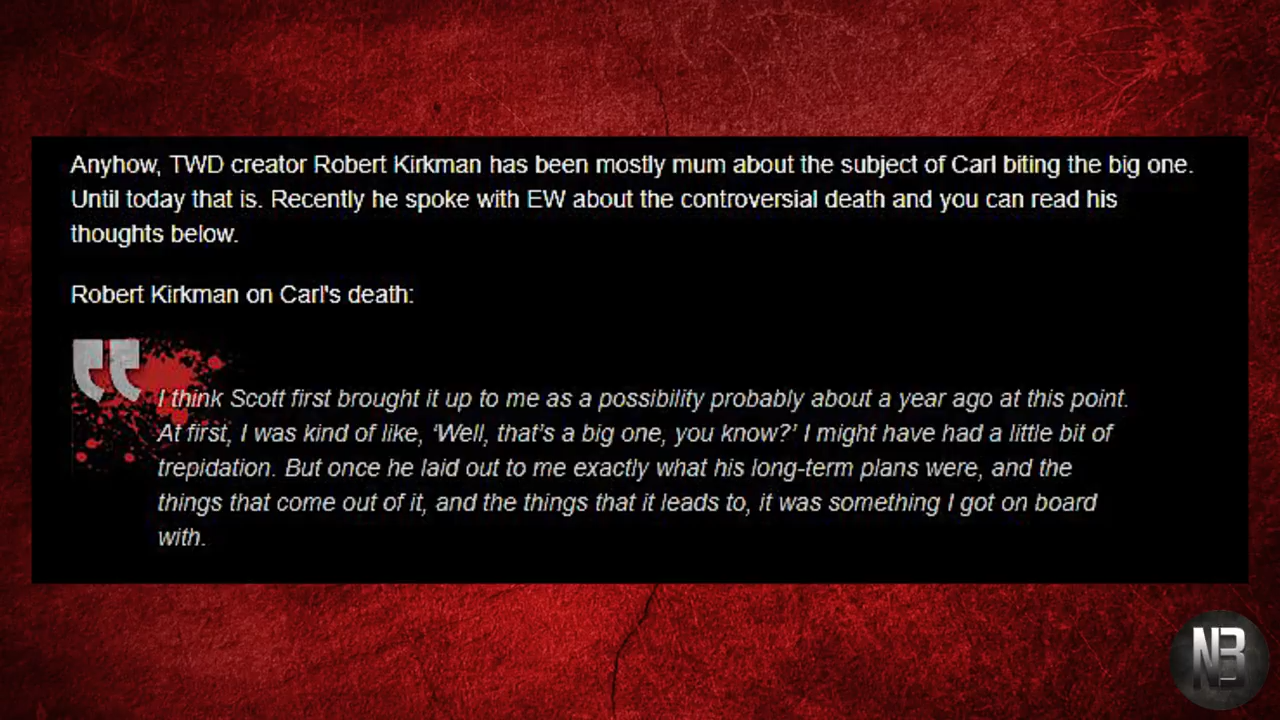 Anyhow, TWD creator Robert Kirkman has been mostly mum about the subject of Carl biting the big one.
Until today that is. Recently he spoke with EW about the controversial death and you can read his
thoughts below.
Robert Kirkman on Carl's death:
I think Scott first brought it up to me as a possibility probably about a year ago at this point.
At first, I was kind of like, ‘Well, that’s a big one, you know?’ I might have had a little bit of
trepidation. But once he laid out to me exactly what his long-term plans were, and the
things that come out of it, and the things that it leads to, it was something I got on board
with.
NB